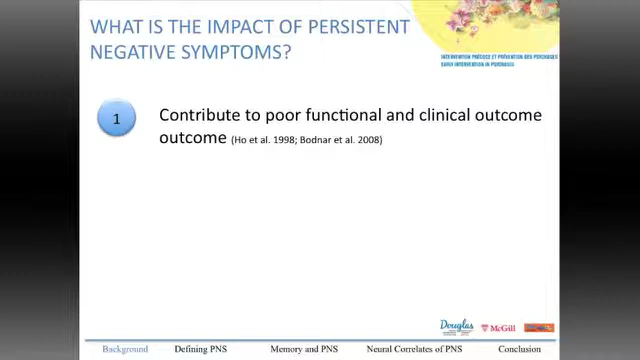 WHAT IS THE IMPACT OF PERSISTENT
NEGATIVE SYMPTOMS?
INTERVENTION PRÉCOCE ET PRÉVENTION DES PSYCHOSES
EARLY INTERVENTION IN PSYCHOSES
1
Contribute to poor functional and clinical outcome
outcome (Ho et al. 1998; Bodnar et al. 2008)
Douglas
McGill
Background
Defining PNS
Memory and PNS
Neural Correlates of PNS
Conclusion